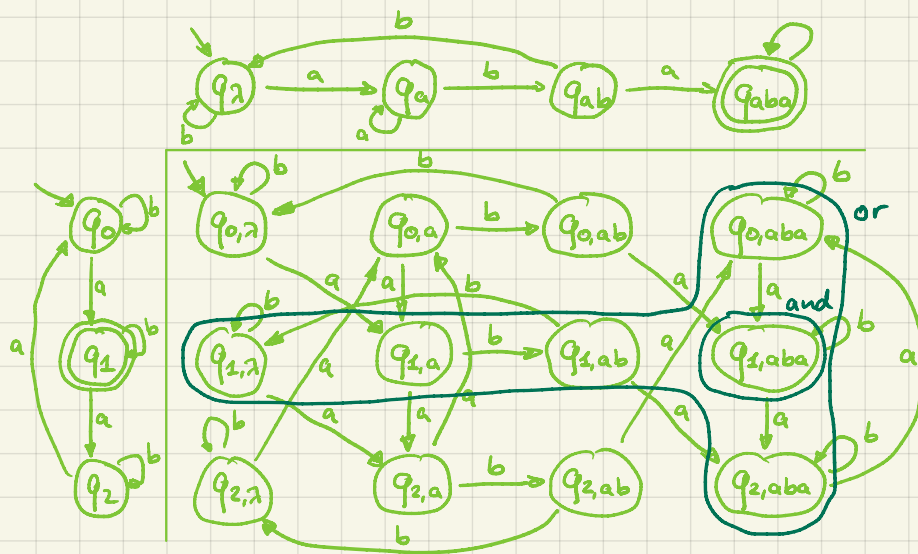 b
qλ a qa b qab a qaba
b a
b b b
q0 b q0,λ q0,a b q0,ab q0,aba or
a a a a a and
b b b
a q1 b q1,λ q1,a b q1,ab q1,aba b
a a a a a a a a
b b
q2 b q2,λ q2,a b q2,ab q2,aba
b